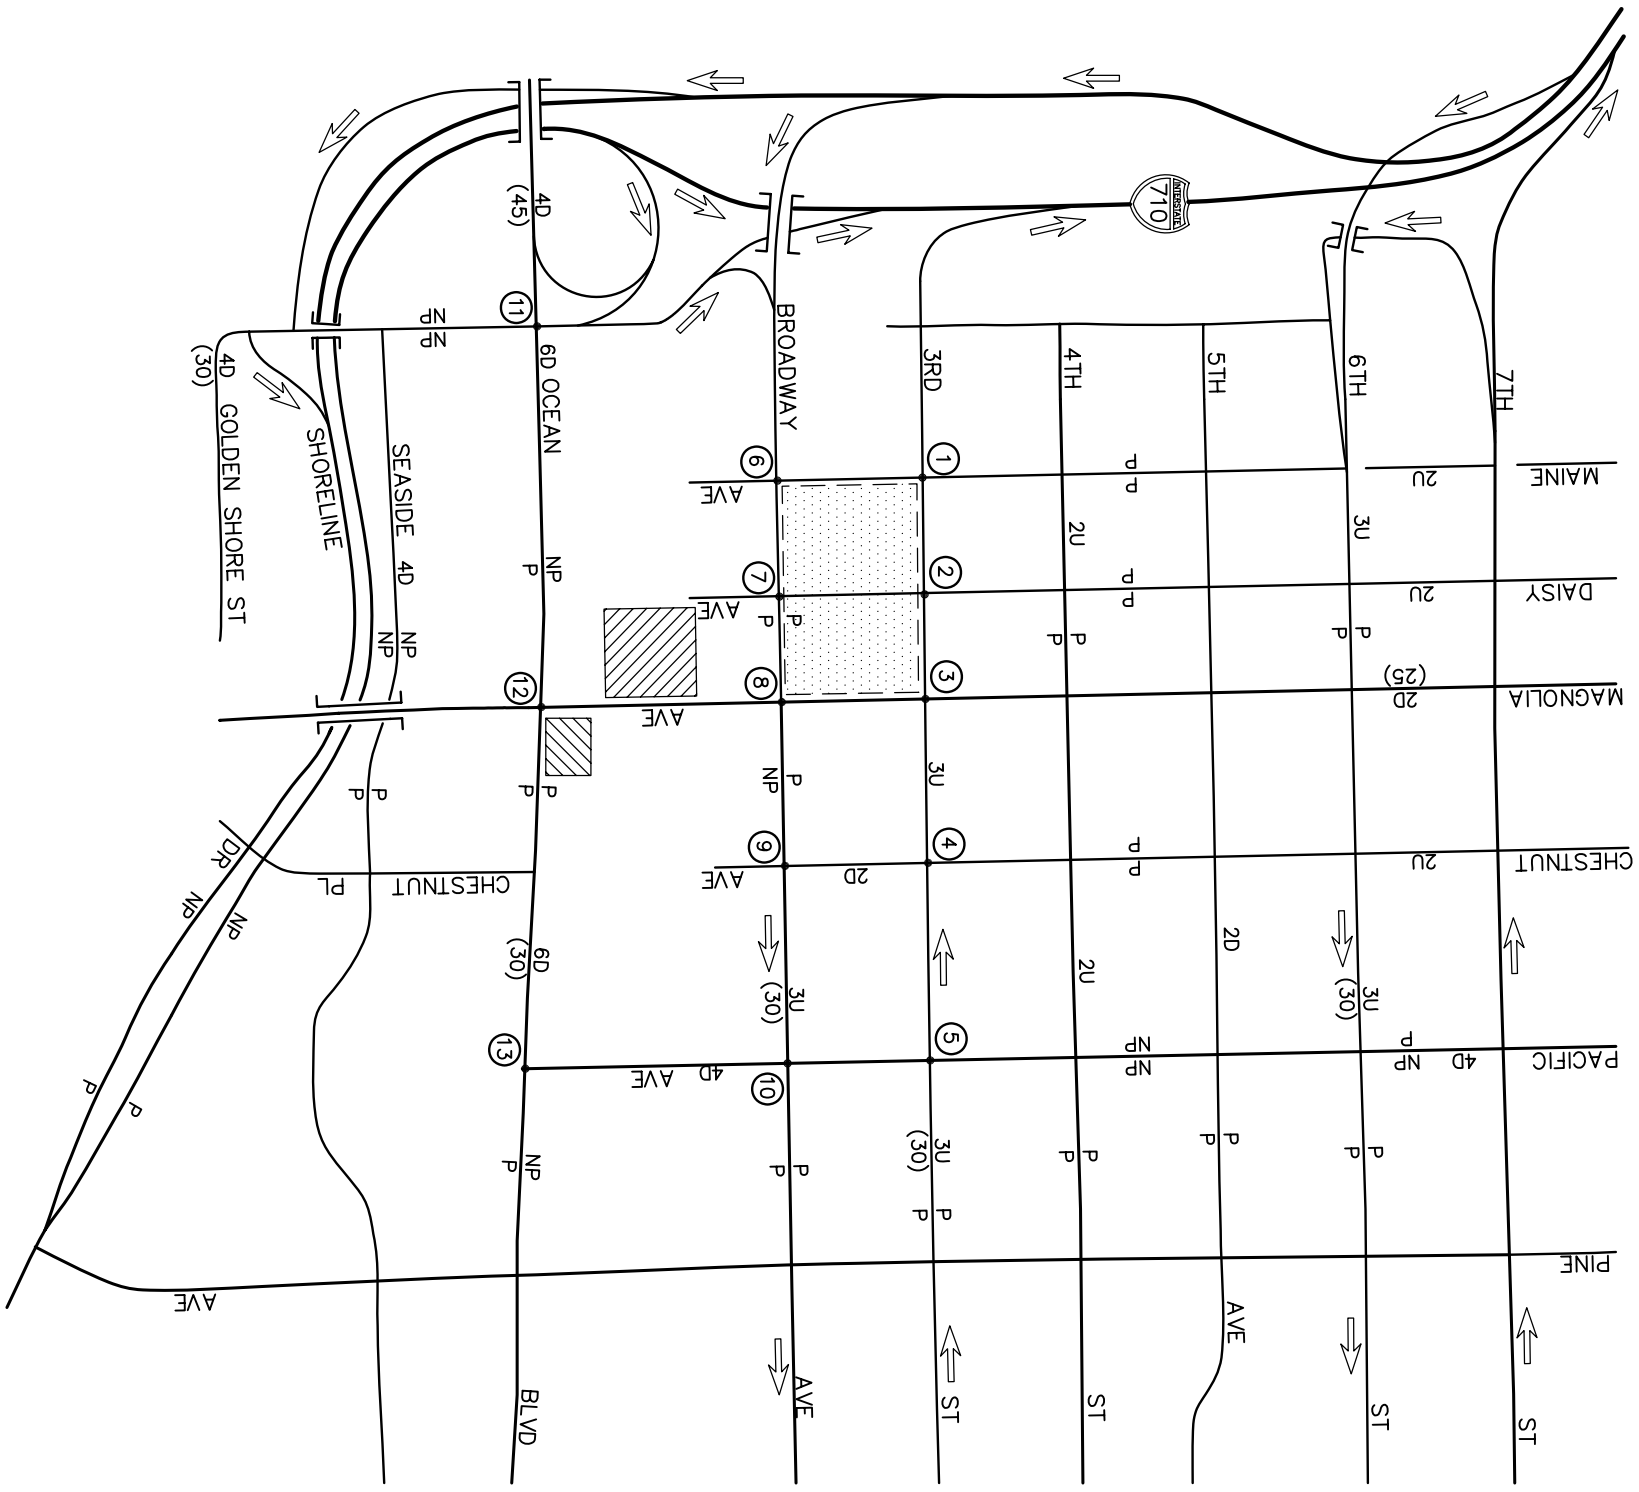 7TH
ST
6TH
3U
P
P
3U
(30)
P
P
ST
5TH
2D
P
P
AVE
4TH
2U
P
P
2U
P
P
ST
3RD
3U
3U
(30)
P
P
ST
BROADWAY
P
P
P
NP
3U
(30)
P
P
AVE
INTERSTATE
710
4D
(45)
6D OCEAN
NP
P
P
P
6D
(30)
NP
P
BLVD
SEASIDE 4D
NP
NP
P
P
SHORELINE
DR
NP
NP
P
P
4D
(30)
GOLDEN SHORE ST
NP
NP
MAINE
2U
P
P
AVE
DAISY
2U
P
P
AVE
MAGNOLIA
(25)
2D
AVE
CHESTNUT
2U
P
P
2D
AVE
CHESTNUT
PL
PACIFIC
4D
P
NP
NP
NP
4D
AVE
PINE
AVE
1
2
3
4
5
6
7
8
9
10
11
12
13